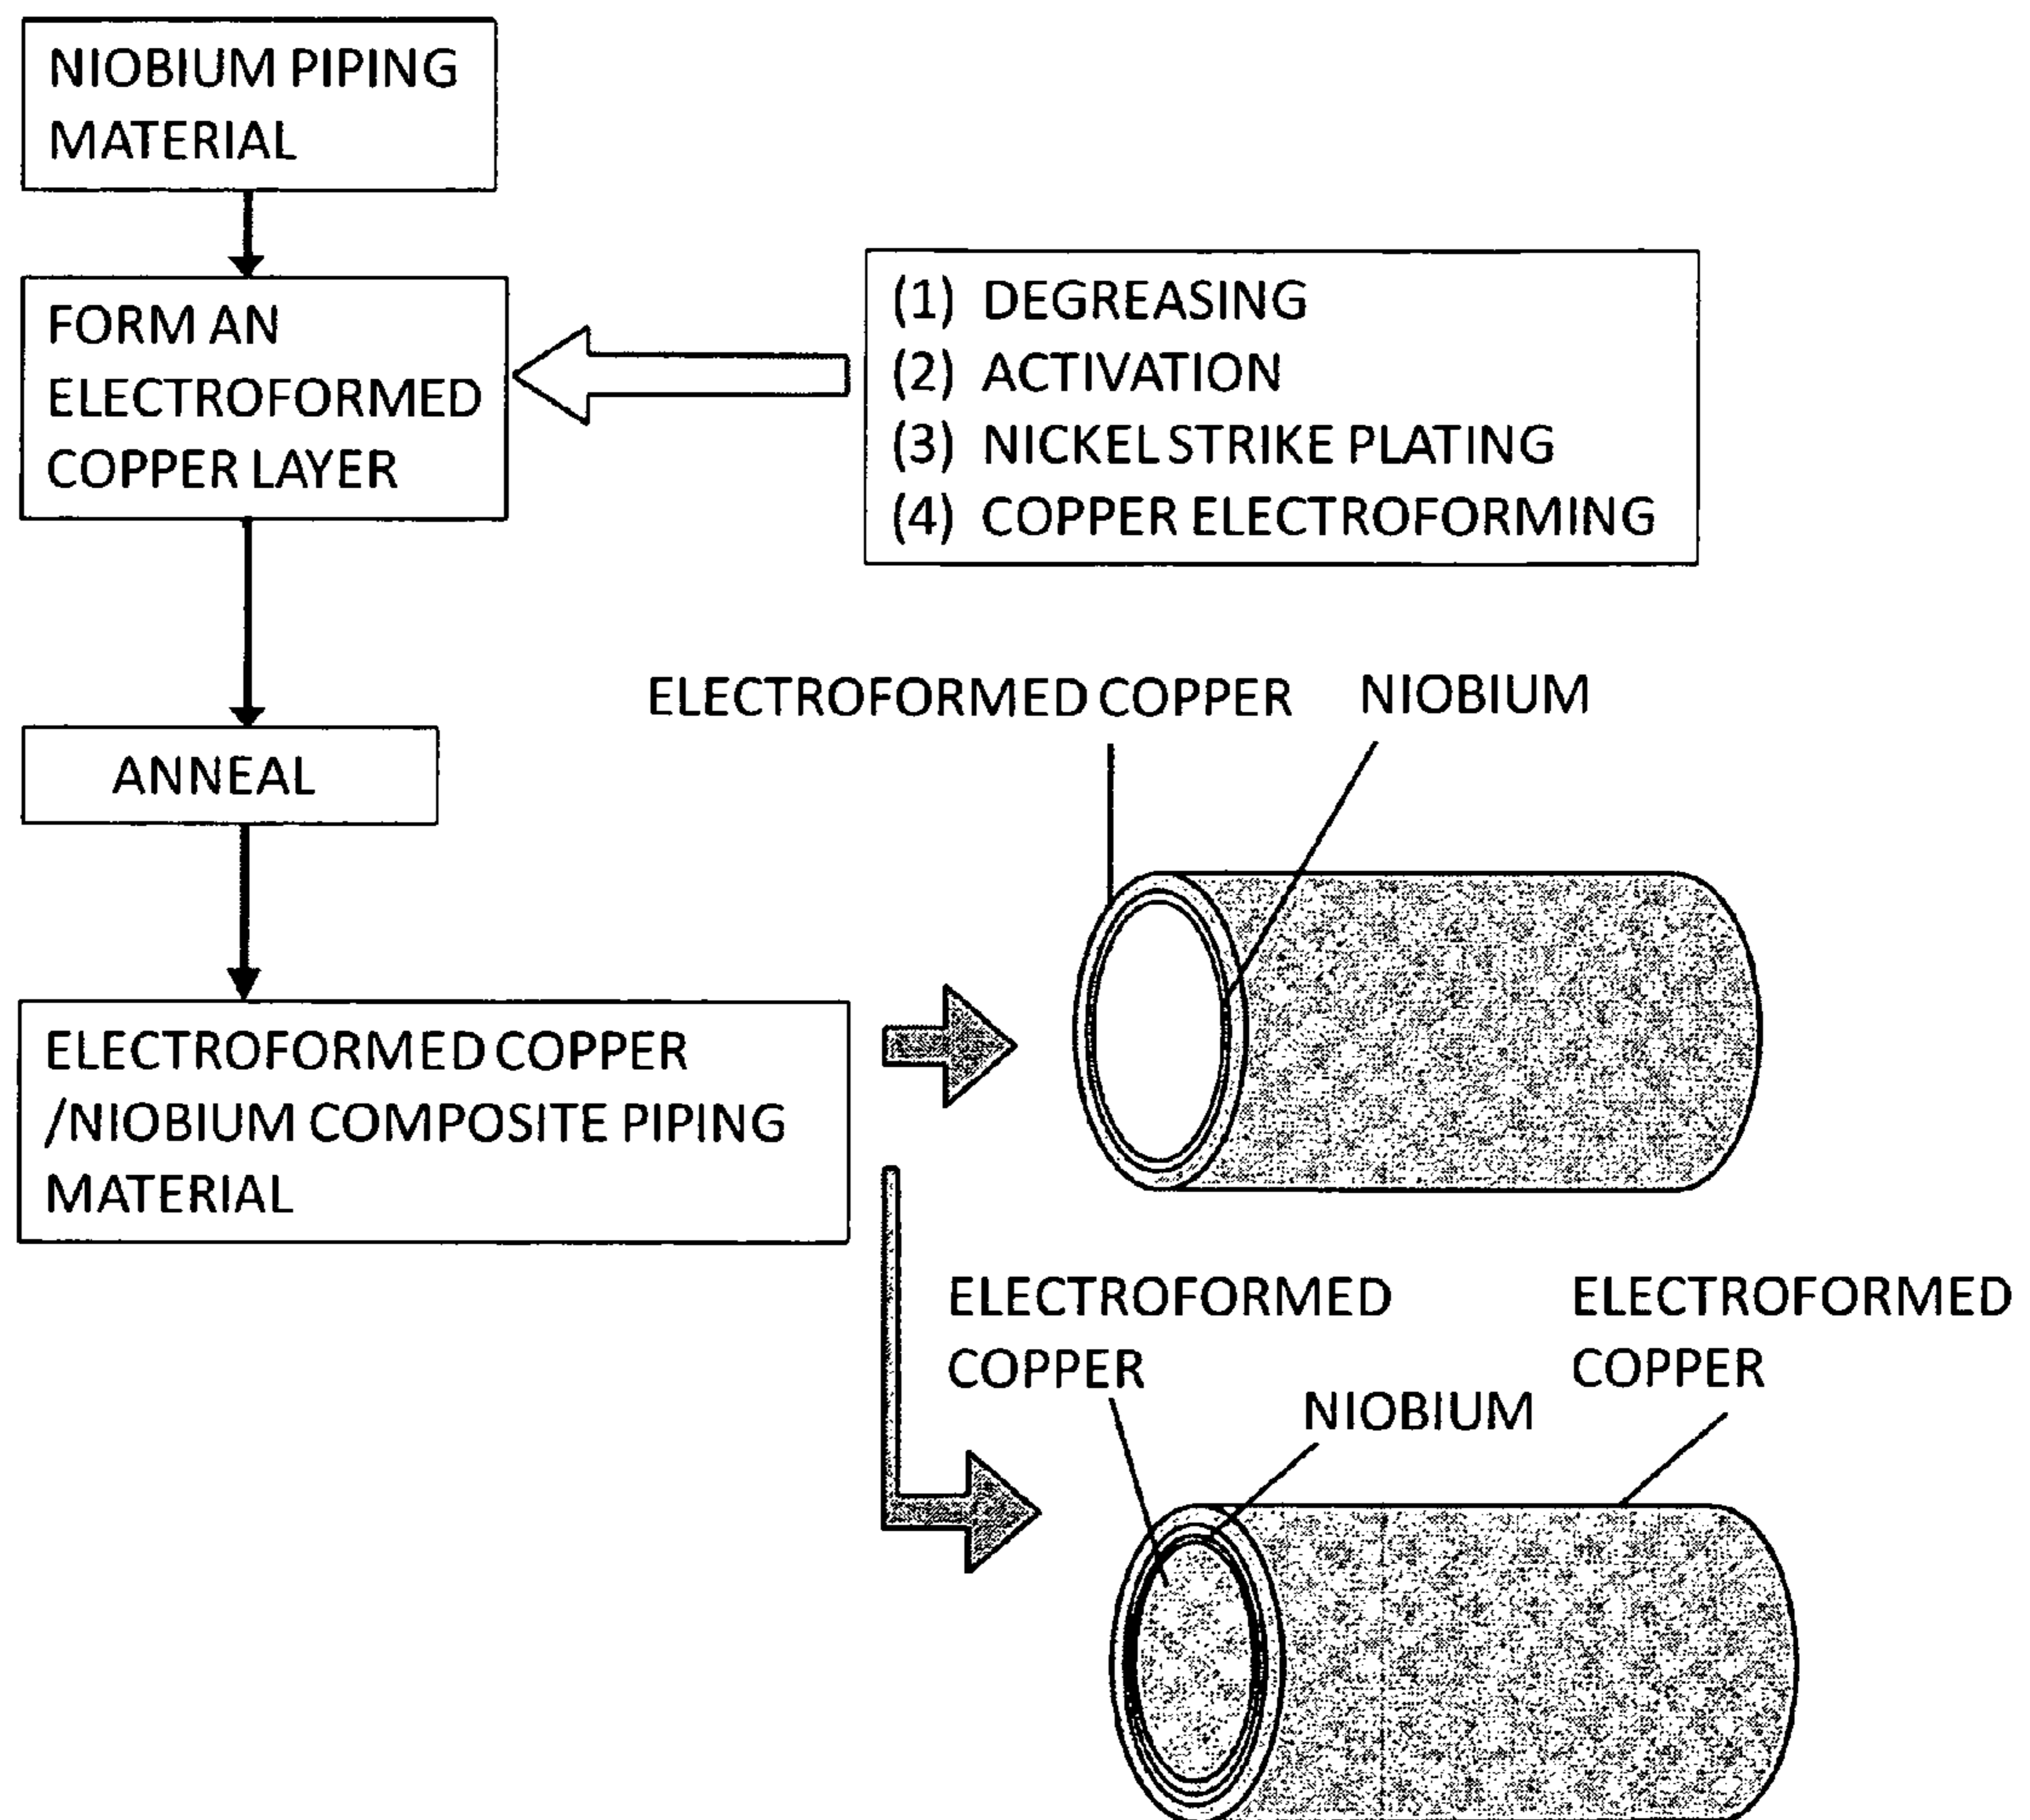 NIOBIUM PIPING
MATERIAL
FORM AN
ELECTROFORMED
COPPER LAYER
(1) DEGREASING
(2) ACTIVATION
(3) NICKEL STRIKE PLATING
(4) COPPER ELECTROFORMING
ANNEAL
ELECTROFORMED COPPER
NIOBIUM
ELECTROFORMED COPPER
/NIOBIUM COMPOSITE PIPING
MATERIAL
ELECTROFORMED
COPPER
NIOBIUM
ELECTROFORMED
COPPER